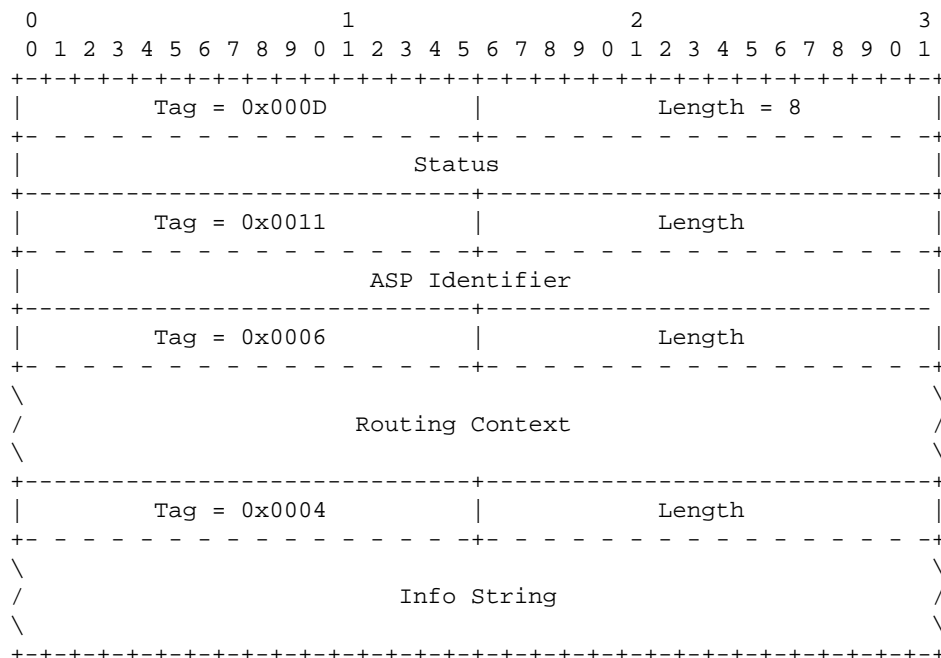 0                   1                   2                   3
 0 1 2 3 4 5 6 7 8 9 0 1 2 3 4 5 6 7 8 9 0 1 2 3 4 5 6 7 8 9 0 1
+-+-+-+-+-+-+-+-+-+-+-+-+-+-+-+-+-+-+-+-+-+-+-+-+-+-+-+-+-+-+-+-+
|         Tag = 0x000D          |            Length = 8         |
+- - - - - - - - - - - - - - - -+- - - - - - - - - - - - - - - -+
|                           Status                              |
+-------------------------------+-------------------------------+
|         Tag = 0x0011          |            Length             |
+- - - - - - - - - - - - - - - -+- - - - - - - - - - - - - - - -+
|                        ASP Identifier                         |
+-------------------------------+-------------------------------
|         Tag = 0x0006          |            Length             |
+- - - - - - - - - - - - - - - -+- - - - - - - - - - - - - - - -+
\                                                               \
/                       Routing Context                         /
\                                                               \
+-------------------------------+-------------------------------+
|         Tag = 0x0004          |            Length             |
+- - - - - - - - - - - - - - - -+- - - - - - - - - - - - - - - -+
\                                                               \
/                          Info String                          /
\                                                               \
+-+-+-+-+-+-+-+-+-+-+-+-+-+-+-+-+-+-+-+-+-+-+-+-+-+-+-+-+-+-+-+-+